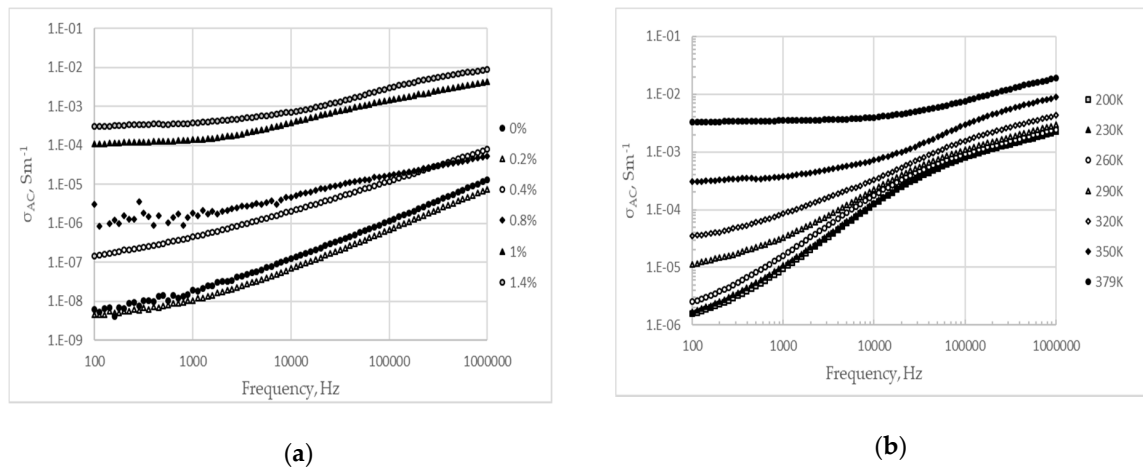 1.E-01
1.E-02
1.E-03
1.E-04
1.E-05
1.E-06
1.E-07
1.E-08
1.E-09
σAC, Sm⁻¹
100 1000 10000 100000 1000000
Frequency, Hz
0%
0.2%
0.4%
0.8%
1%
1.4%
(a)
1.E-01
1.E-02
1.E-03
1.E-04
1.E-05
1.E-06
σAC, Sm⁻¹
100 1000 10000 100000 1000000
Frequency, Hz
200K
230K
260K
290K
320K
350K
379K
(b)